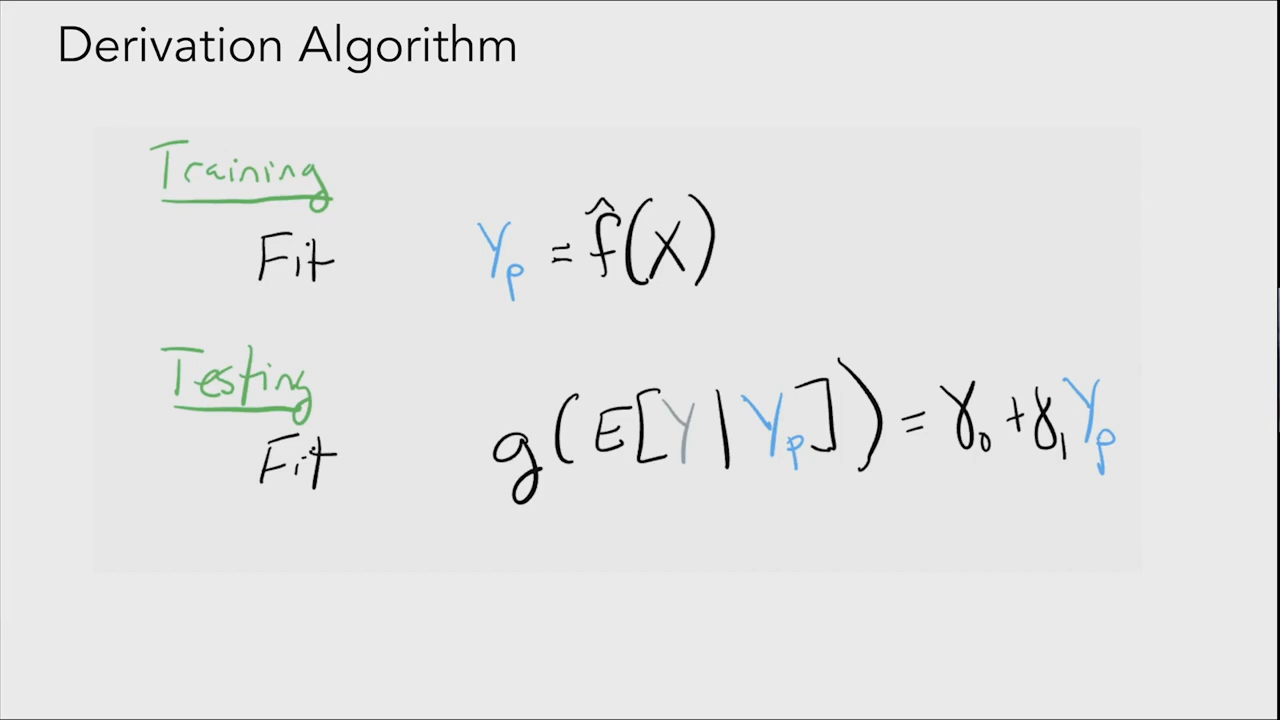 Derivation Algorithm
Training
Fit Yₚ = f̂(X)
Testing
Fit g(E[Y|Yₚ]) = γ₀ + γ₁Yₚ